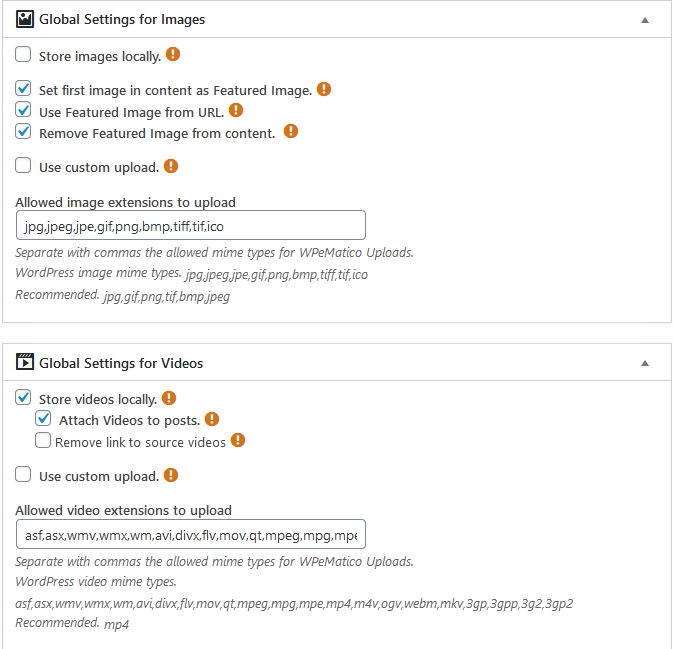 Global Settings for Images
Store images locally.
Set first image in content as Featured Image.
Use Featured Image from URL.
Remove Featured Image from content.
Use custom upload.
Allowed image extensions to upload
jpg,jpeg,jpe,gif,png,bmp,tiff,tif,ico
Separate with commas the allowed mime types for WPeMatico Uploads.
WordPress image mime types. jpg,jpeg,jpe,gif,png,bmp,tiff,tif,ico
Recommended. jpg,gif,png,tif,bmp,jpeg
Global Settings for Videos
Store videos locally.
Attach Videos to posts.
Remove link to source videos
Use custom upload.
Allowed video extensions to upload
asf,asx,wmv,wmx,wm,avi,divx,flv,mov,qt,mpeg,mpg,mpe
Separate with commas the allowed mime types for WPeMatico Uploads.
WordPress video mime types.
asf,asx,wmv,wmx,wm,avi,divx,flv,mov,qt,mpeg,mpg,mpe,mp4,m4v,ogv,webm,mkv,3gp,3gpp,3g2,3gp2
Recommended. mp4